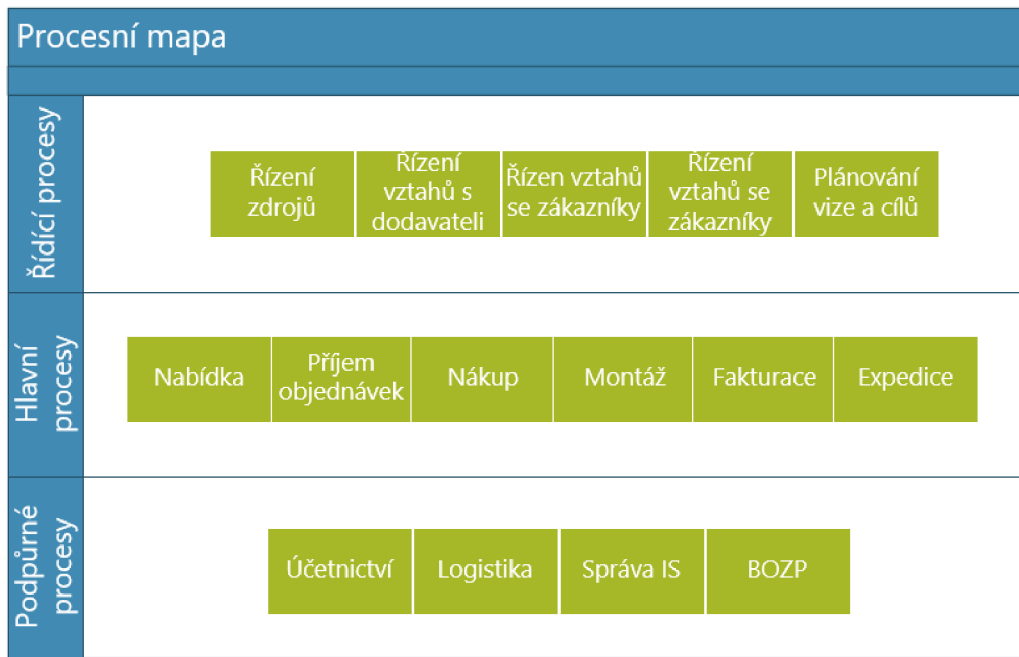 Procesní mapa
Řídící procesy
Řízení
zdrojů
Řízení
vztahů s
dodavateli
Řízen vztahů
se zákazníky
Řízení
vztahů se
zákazníky
Plánování
vize a cílů
Hlavní
procesy
Nabídka
Příjem
objednávek
Nákup
Montáž
Fakturace
Expedice
Podpůrné
procesy
Účetnictví
Logistika
Správa IS
BOZP